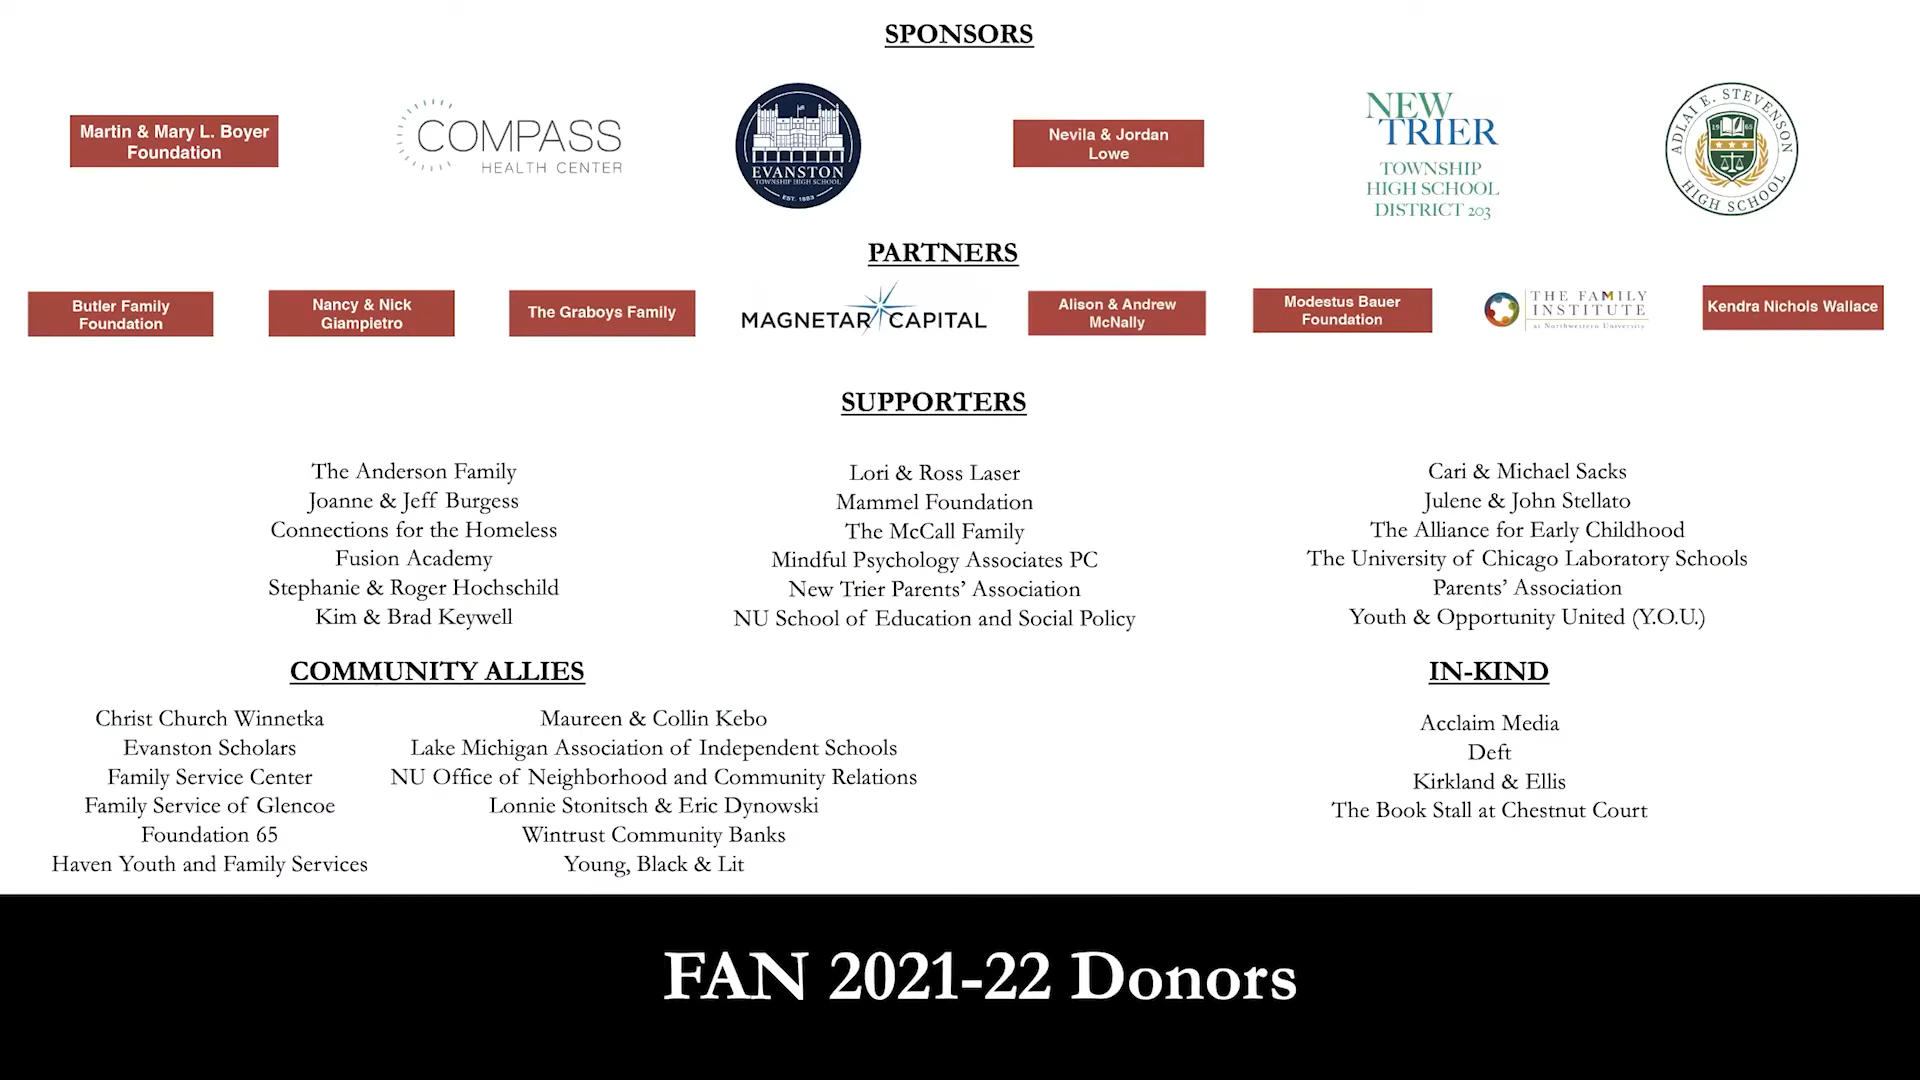 SPONSORS
Martin & Mary L. Boyer
Foundation
COMPASS
HEALTH CENTER
EVANSTON
TOWNSHIP HIGH SCHOOL
EST. 1883
Nevila & Jordan
Lowe
NEW
TRIER
TOWNSHIP
HIGH SCHOOL
DISTRICT 203
ADLAI E. STEVENSON
1965
HIGH SCHOOL
PARTNERS
Butler Family
Foundation
Nancy & Nick
Giampietro
The Graboys Family
MAGNETAR CAPITAL
Alison & Andrew
McNally
Modestus Bauer
Foundation
THE FAMILY
INSTITUTE
at Northwestern University
Kendra Nichols Wallace
SUPPORTERS
The Anderson Family
Joanne & Jeff Burgess
Connections for the Homeless
Fusion Academy
Stephanie & Roger Hochschild
Kim & Brad Keywell
Lori & Ross Laser
Mammel Foundation
The McCall Family
Mindful Psychology Associates PC
New Trier Parents’ Association
NU School of Education and Social Policy
Cari & Michael Sacks
Julene & John Stellato
The Alliance for Early Childhood
The University of Chicago Laboratory Schools
Parents’ Association
Youth & Opportunity United (Y.O.U.)
COMMUNITY ALLIES
Christ Church Winnetka
Evanston Scholars
Family Service Center
Family Service of Glencoe
Foundation 65
Haven Youth and Family Services
Maureen & Collin Kebo
Lake Michigan Association of Independent Schools
NU Office of Neighborhood and Community Relations
Lonnie Stonitsch & Eric Dynowski
Wintrust Community Banks
Young, Black & Lit
IN-KIND
Acclaim Media
Deft
Kirkland & Ellis
The Book Stall at Chestnut Court
FAN 2021-22 Donors